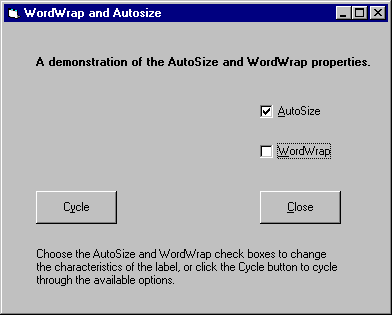 WordWrap and Autosize
A demonstration of the AutoSize and WordWrap properties.
AutoSize
WordWrap
Cycle
Close
Choose the AutoSize and WordWrap check boxes to change
the characteristics of the label, or click the Cycle button to cycle
through the available options.